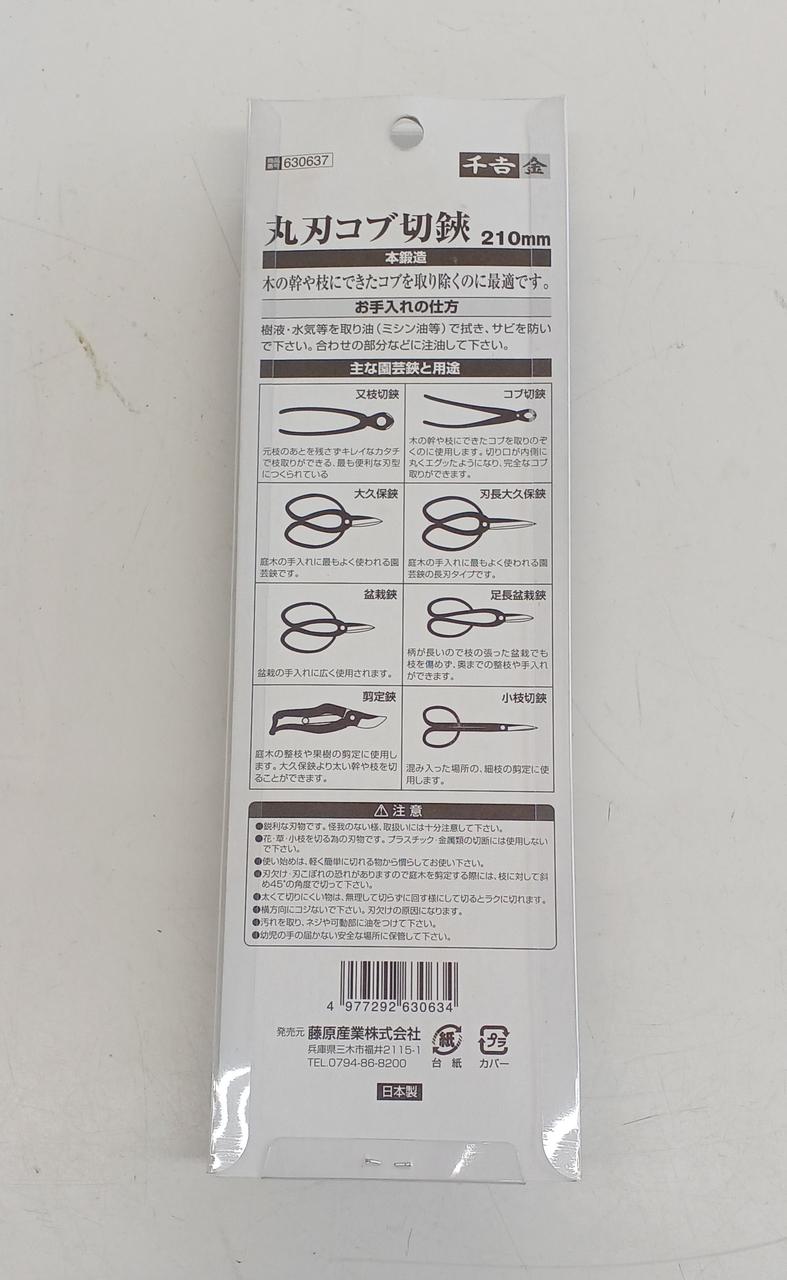 品番 630637
千吉 金
丸刃コブ切鋏 210mm
本鍛造
木の幹や枝にできたコブを取り除くのに最適です。
お手入れの仕方
樹液・水気等を取り油(ミシン油等)で拭き、サビを防い
で下さい。合わせの部分などに注油して下さい。
主な園芸鋏と用途
又枝切鋏
元枝のあとを残さずキレイなカタチ
で枝取りができる、最も便利な刃型
につくられている
コブ切鋏
木の幹や枝にできたコブを取りのぞ
くのに使用します。切り口が内側に
丸くエグッたようになり、完全なコブ
取りができます。
大久保鋏
庭木の手入れに最もよく使われる園
芸鋏です。
刃長大久保鋏
庭木の手入れに最もよく使われる園
芸鋏の長刃タイプです。
盆栽鋏
盆栽の手入れに広く使用されます。
足長盆栽鋏
柄が長いので枝の張った盆栽でも
枝を傷めず、奥までの整枝や手入れ
ができます。
剪定鋏
庭木の整枝や果樹の剪定に使用し
ます。大久保鋏より太い幹や枝を切
ることができます。
小枝切鋏
混み入った場所の、細枝の剪定に使
用します。
⚠注意
●鋭利な刃物です。怪我のない様、取扱いには十分注意して下さい。
●花・草・小枝を切る為の刃物です。プラスチック・金属類の切断には使用しない
で下さい。
●使い始めは、軽く簡単に切れる物から慣らしてお使い下さい。
●刃欠け・刃こぼれの恐れがありますので庭木を剪定する際には、枝に対して斜
め45°の角度で切って下さい。
●太くて切りにくい物は、無理して切らずに回す様にして切るとラクに切れます。
●横方向にコジないで下さい。刃欠けの原因になります。
●汚れを取り、ネジや可動部に油をつけて下さい。
●幼児の手の届かない安全な場所に保管して下さい。
4 977292 630634
発売元 藤原産業株式会社
兵庫県三木市福井2115-1
TEL.0794-86-8200
紙
台紙
プラ
カバー
日本製